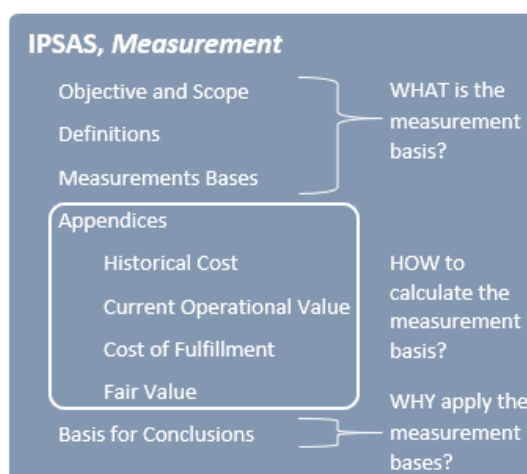 IPSAS, Measurement
Objective and Scope
Definitions
Measurements Bases
WHAT is the
measurement
basis?
Appendices
Historical Cost
Current Operational Value
Cost of Fulfillment
Fair Value
HOW to
calculate the
measurement
basis?
Basis for Conclusions
WHY apply the
measurement
bases?